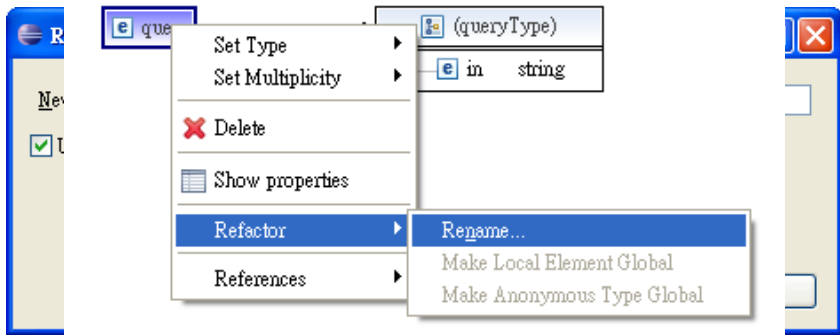 que
(queryType)
in string
Set Type
Set Multiplicity
Delete
Show properties
Refactor
References
Rename...
Make Local Element Global
Make Anonymous Type Global